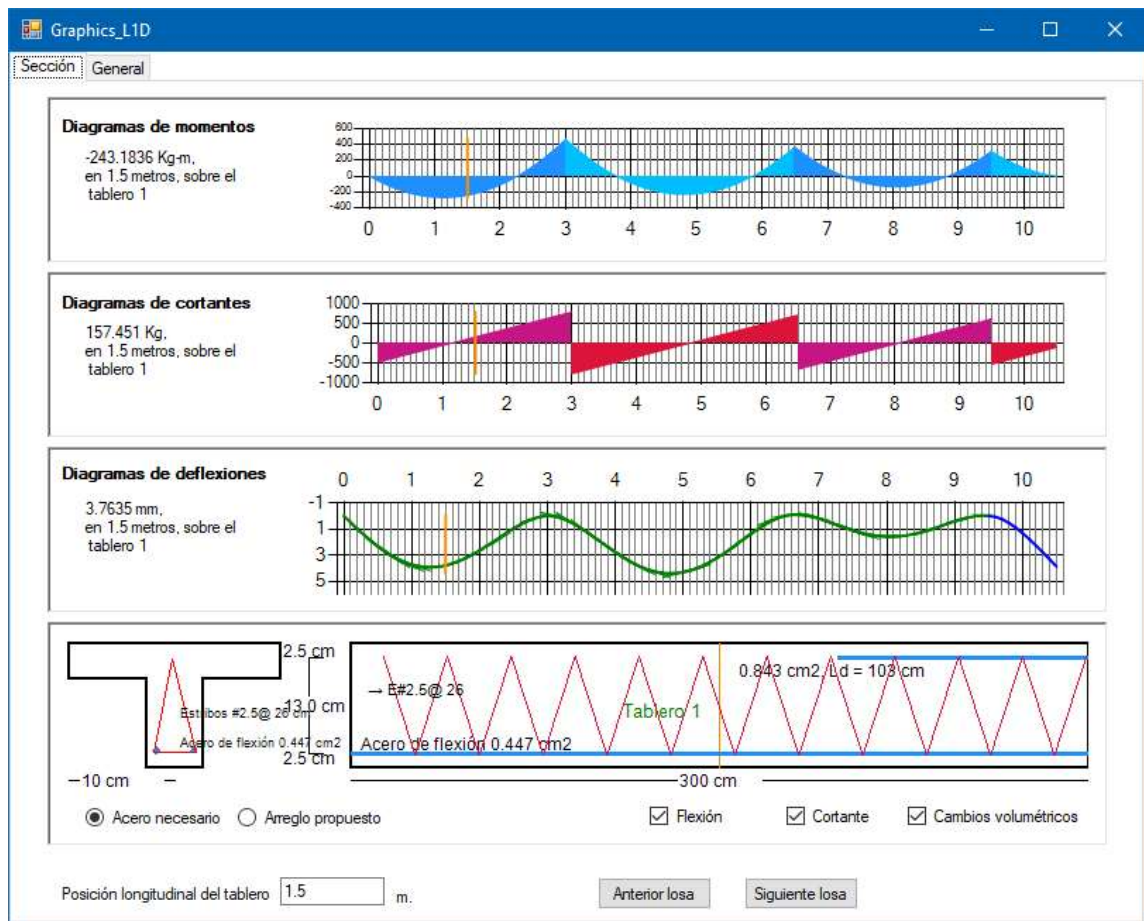 Graphics_L1D
Sección General
Diagramas de momentos
-243.1836 Kg-m,
en 1.5 metros, sobre el
tablero 1
600
400
200
0
-200
-400
0 1 2 3 4 5 6 7 8 9 10
Diagramas de cortantes
157.451 Kg,
en 1.5 metros, sobre el
tablero 1
1000
500
0
-500
-1000
0 1 2 3 4 5 6 7 8 9 10
Diagramas de deflexiones
3.7635 mm,
en 1.5 metros, sobre el
tablero 1
0 1 2 3 4 5 6 7 8 9 10
-1
1
3
5
2.5 cm
0.843 cm2, Ld = 103 cm
→ E#2.5@ 26
Estribos #2.5@ 26 cm
13.0 cm
Tablero 1
Acero de flexión 0.447 cm2
Acero de flexión 0.447 cm2
2.5 cm
10 cm
300 cm
Acero necesario Arreglo propuesto Flexión Cortante Cambios volumétricos
Posición longitudinal del tablero 1.5 m. Anterior losa Siguiente losa